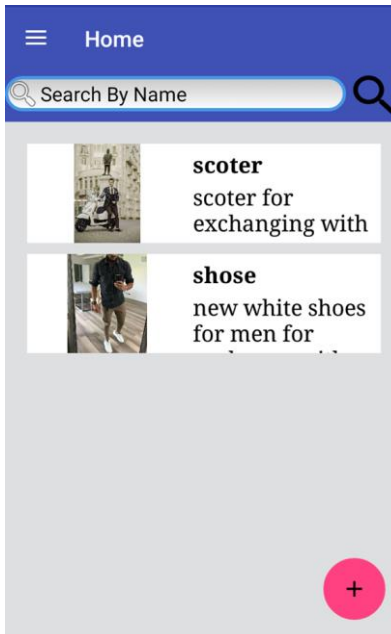 Home
Search By Name
scoter
scoter for
exchanging with
shose
new white shoes
for men for
+